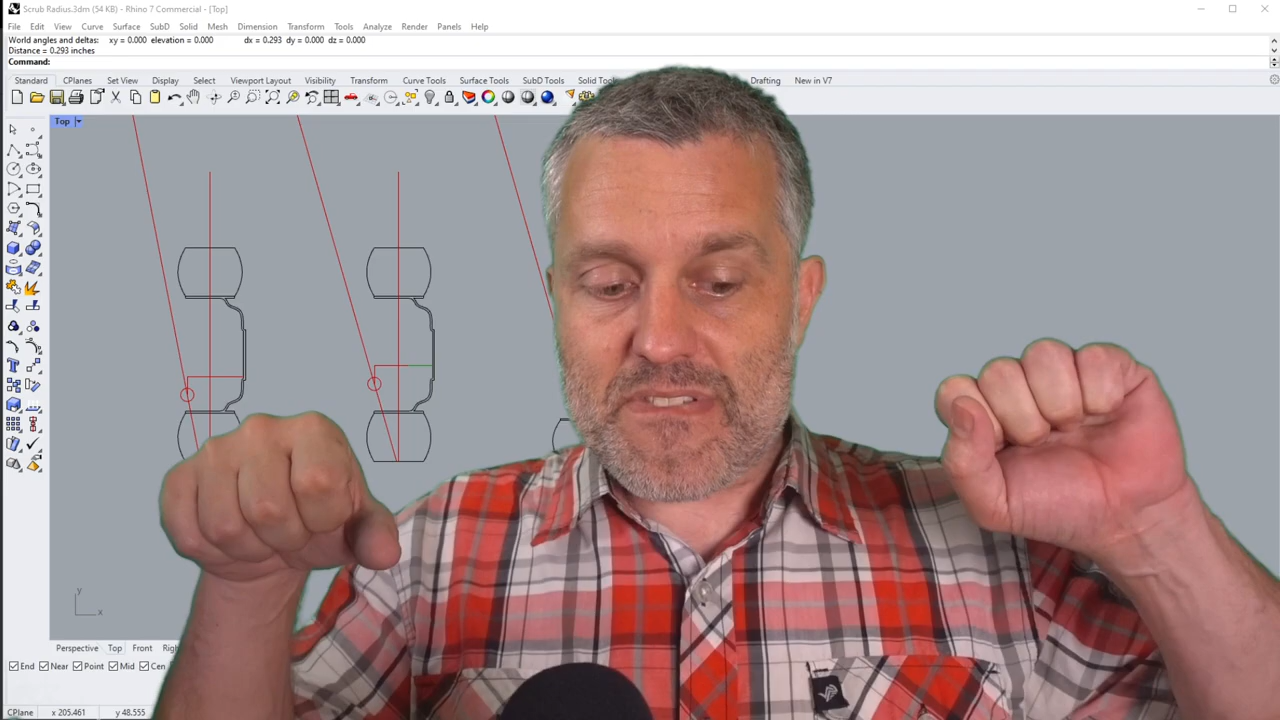 Scrub Radius.3dm (54 KB) - Rhino 7 Commercial - [Top]
File Edit View Curve Surface SubD Solid Mesh Dimension Transform Tools Analyze Render Panels Help
World angles and deltas: xy = 0.000 elevation = 0.000 dx = 0.293 dy = 0.000 dz = 0.000
Distance = 0.293 inches
Command:
Standard CPlanes Set View Display Select Viewport Layout Visibility Transform Curve Tools Surface Tools SubD Tools Solid Drafting New in V7
Top
y
x
Perspective Top Front
End Near Point Mid Cen
CPlane x 205.461 y 48.555